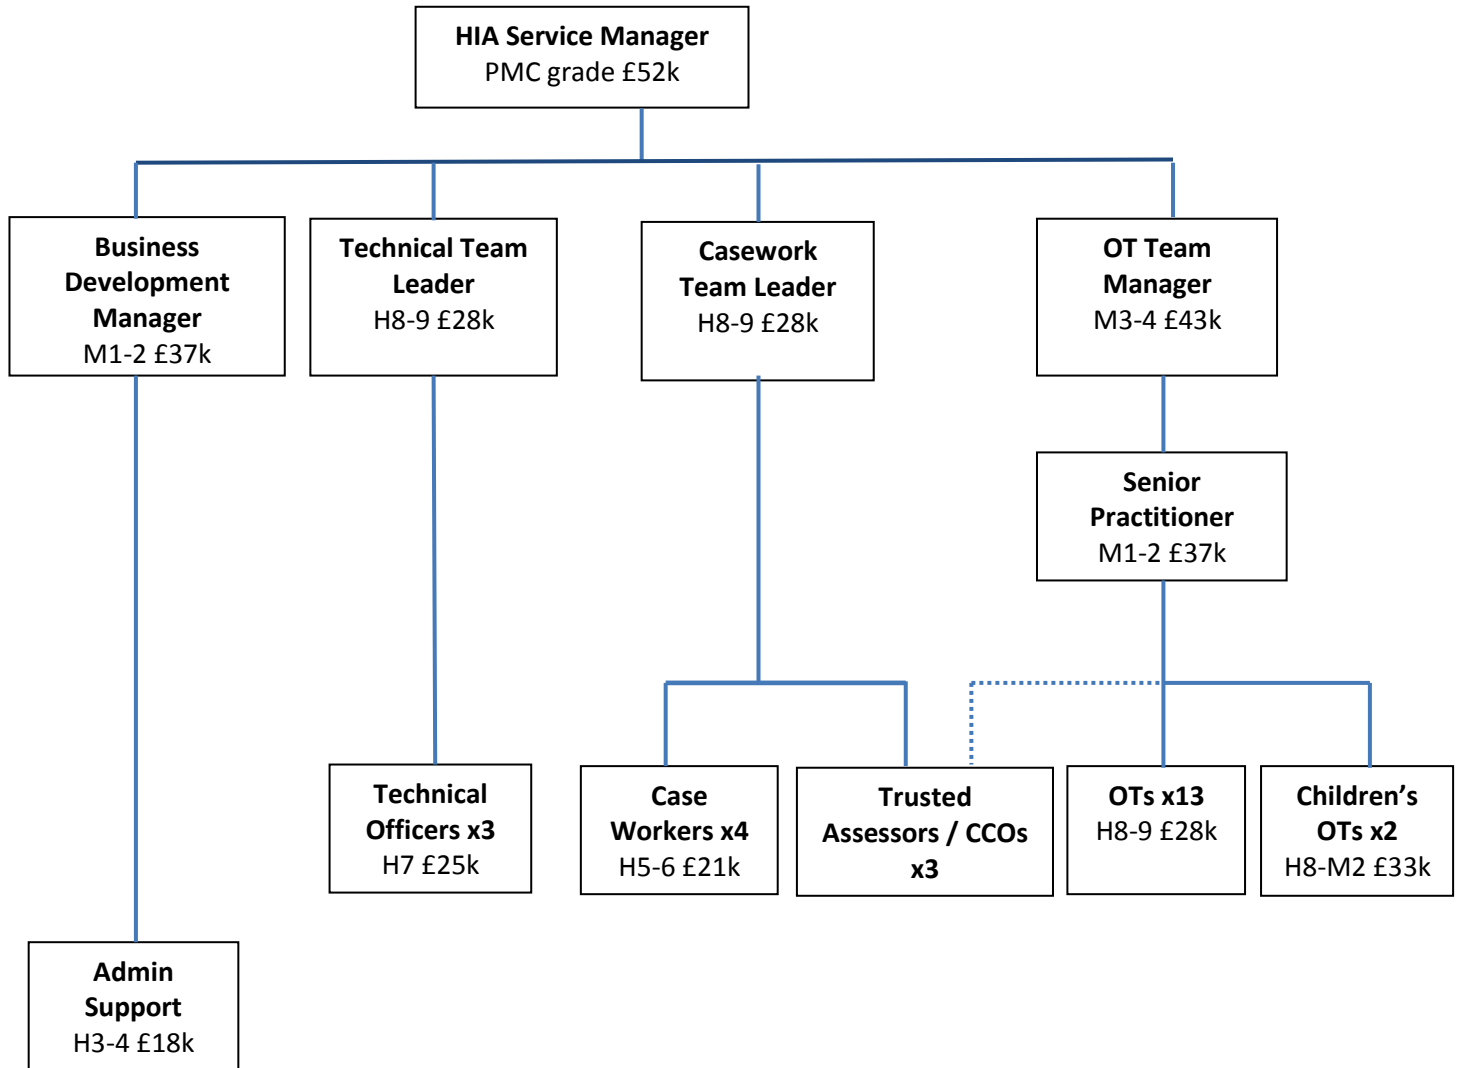 HIA Service Manager
PMC grade £52k
Business
Development
Manager
M1-2 £37k
Technical Team
Leader
H8-9 £28k
Casework
Team Leader
H8-9 £28k
OT Team
Manager
M3-4 £43k
Senior
Practitioner
M1-2 £37k
Technical
Officers x3
H7 £25k
Case
Workers x4
H5-6 £21k
Trusted
Assessors / CCOs
x3
OTs x13
H8-9 £28k
Children’s
OTs x2
H8-M2 £33k
Admin
Support
H3-4 £18k